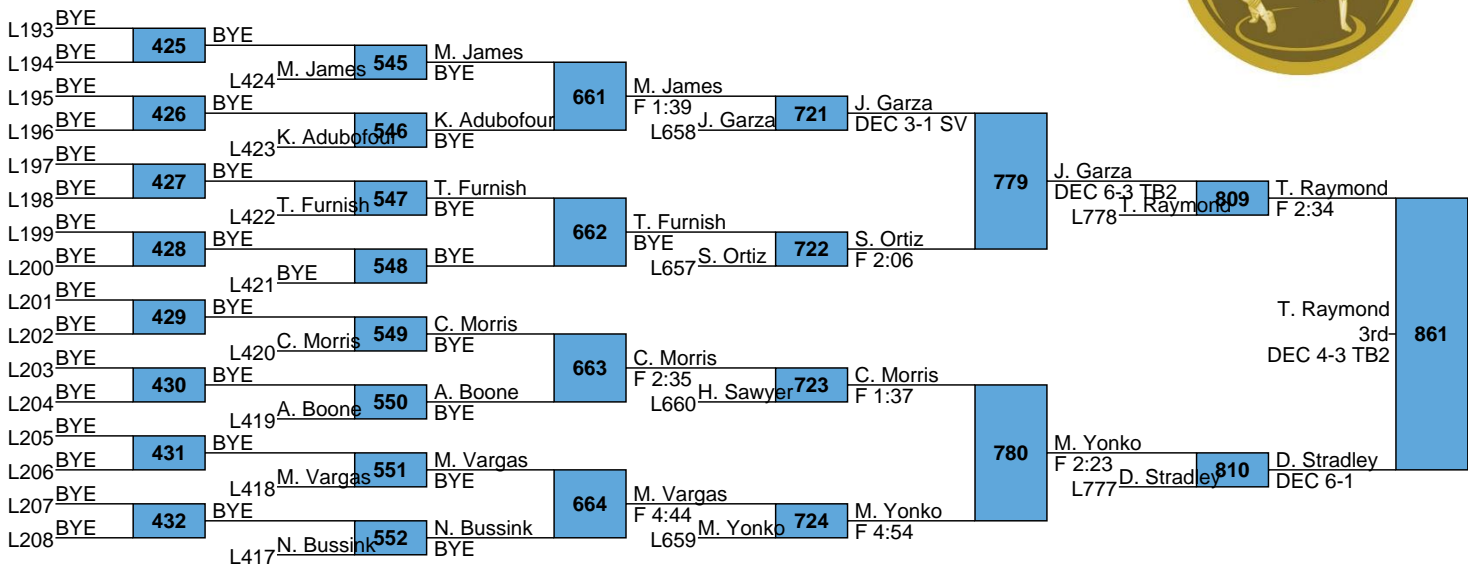 L193 BYE
L194 BYE
425
BYE
L195 BYE
L196 BYE
426
BYE
L197 BYE
L198 BYE
427
BYE
L199 BYE
L200 BYE
428
BYE
L201 BYE
L202 BYE
429
BYE
L203 BYE
L204 BYE
430
BYE
L205 BYE
L206 BYE
431
BYE
L207 BYE
L208 BYE
432
BYE
L424 M. James
545
M. James
BYE
L423 K. Adubofour
546
K. Adubofour
BYE
L422 T. Furnish
547
T. Furnish
BYE
L421 BYE
548
BYE
L420 C. Morris
549
C. Morris
BYE
L419 A. Boone
550
A. Boone
BYE
L418 M. Vargas
551
M. Vargas
BYE
L417 N. Bussink
552
N. Bussink
BYE
661
M. James
F 1:39
662
T. Furnish
BYE
663
C. Morris
F 2:35
664
M. Vargas
F 4:44
L658 J. Garza
721
J. Garza
DEC 3-1 SV
L657 S. Ortiz
722
S. Ortiz
F 2:06
L660 H. Sawyer
723
C. Morris
F 1:37
L659 M. Yonko
724
M. Yonko
F 4:54
779
J. Garza
DEC 6-3 TB2
780
M. Yonko
F 2:23
L778 T. Raymond
809
T. Raymond
F 2:34
L777 D. Stradley
810
D. Stradley
DEC 6-1
861
T. Raymond
3rd
DEC 4-3 TB2